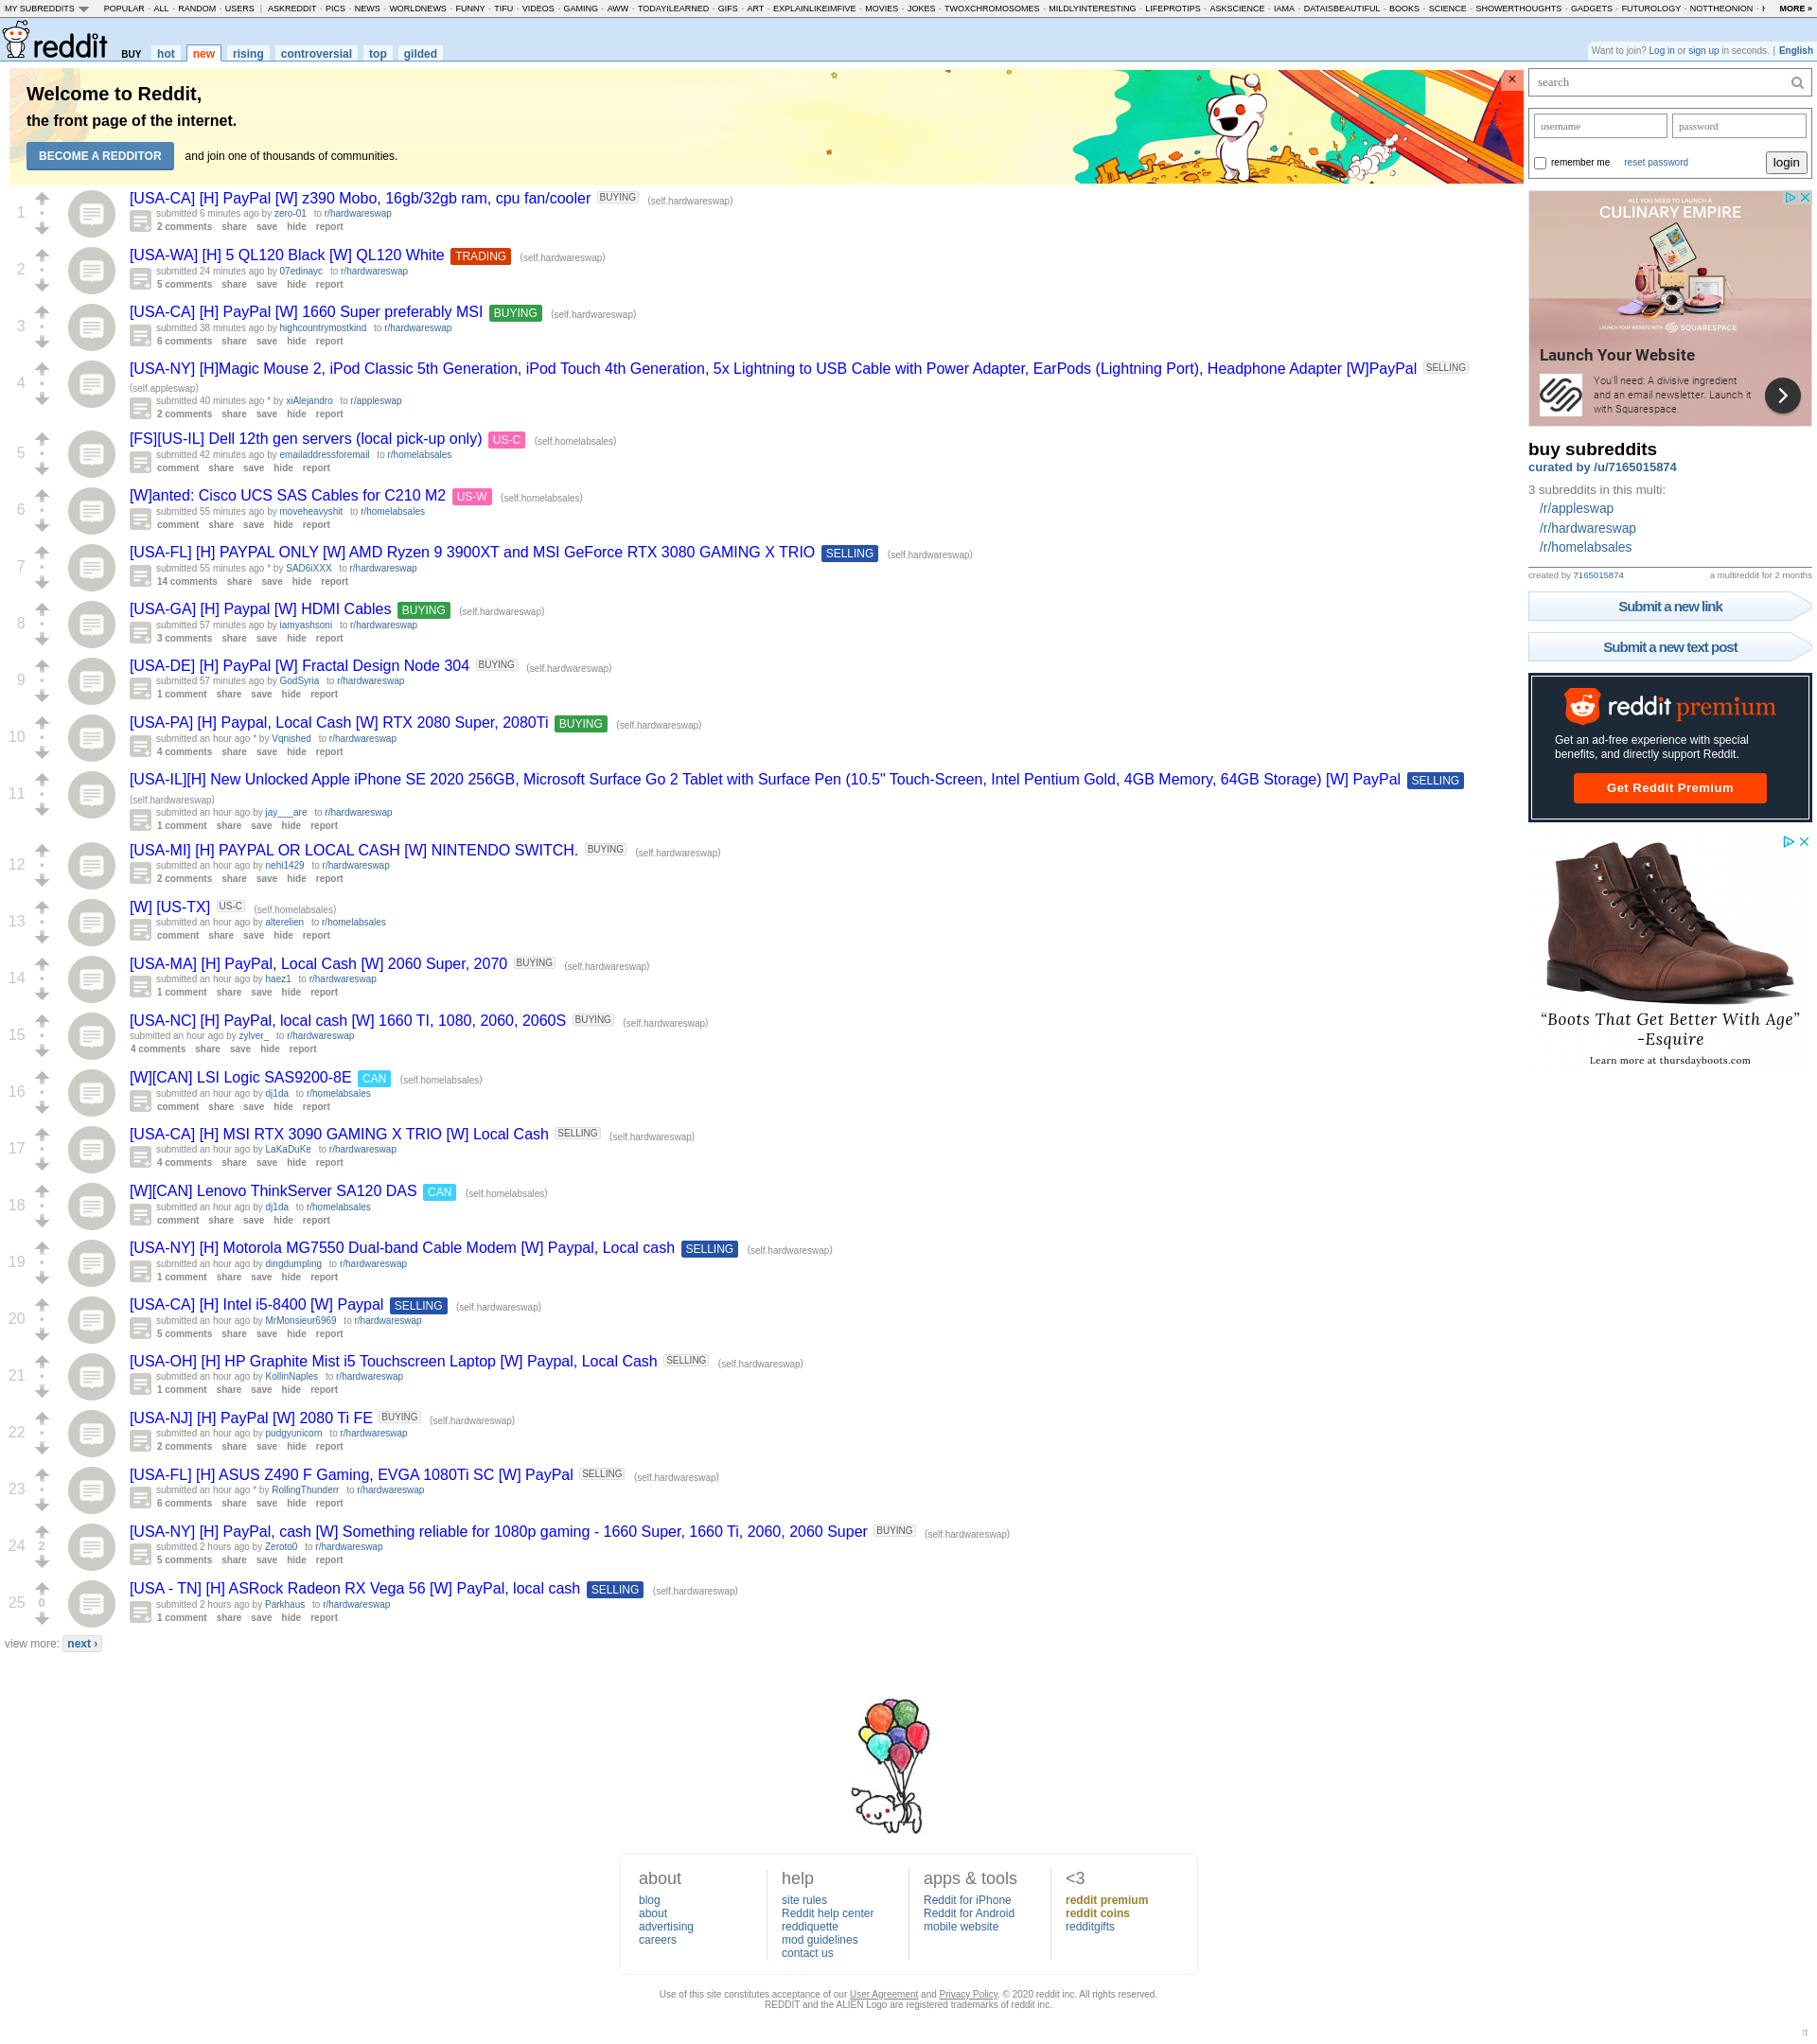 MY SUBREDDITS POPULAR - ALL - RANDOM - USERS | ASKREDDIT - PICS - NEWS - WORLDNEWS - FUNNY - TIFU - VIDEOS - GAMING - AWW - TODAYILEARNED - GIFS - ART - EXPLAINLIKEIMFIVE - MOVIES - JOKES - TWOXCHROMOSOMES - MILDLYINTERESTING - LIFEPROTIPS - ASKSCIENCE - IAMA - DATAISBEAUTIFUL - BOOKS - SCIENCE - SHOWERTHOUGHTS - GADGETS - FUTUROLOGY - NOTTHEONION - MORE »
reddit BUY hot new rising controversial top gilded
Want to join? Log in or sign up in seconds. | English
Welcome to Reddit,
the front page of the internet.
BECOME A REDDITOR and join one of thousands of communities.
1
[USA-CA] [H] PayPal [W] z390 Mobo, 16gb/32gb ram, cpu fan/cooler BUYING (self.hardwareswap)
submitted 6 minutes ago by zero-01 to r/hardwareswap
2 comments share save hide report
2
[USA-WA] [H] 5 QL120 Black [W] QL120 White TRADING (self.hardwareswap)
submitted 24 minutes ago by 07edinayc to r/hardwareswap
5 comments share save hide report
3
[USA-CA] [H] PayPal [W] 1660 Super preferably MSI BUYING (self.hardwareswap)
submitted 38 minutes ago by highcountrymostkind to r/hardwareswap
6 comments share save hide report
4
[USA-NY] [H]Magic Mouse 2, iPod Classic 5th Generation, iPod Touch 4th Generation, 5x Lightning to USB Cable with Power Adapter, EarPods (Lightning Port), Headphone Adapter [W]PayPal SELLING
(self.appleswap)
submitted 40 minutes ago * by xiAlejandro to r/appleswap
2 comments share save hide report
5
[FS][US-IL] Dell 12th gen servers (local pick-up only) US-C (self.homelabsales)
submitted 42 minutes ago by emailaddressforemail to r/homelabsales
comment share save hide report
6
[W]anted: Cisco UCS SAS Cables for C210 M2 US-W (self.homelabsales)
submitted 55 minutes ago by moveheavyshit to r/homelabsales
comment share save hide report
7
[USA-FL] [H] PAYPAL ONLY [W] AMD Ryzen 9 3900XT and MSI GeForce RTX 3080 GAMING X TRIO SELLING (self.hardwareswap)
submitted 55 minutes ago * by SAD6iXXX to r/hardwareswap
14 comments share save hide report
8
[USA-GA] [H] Paypal [W] HDMI Cables BUYING (self.hardwareswap)
submitted 57 minutes ago by iamyashsoni to r/hardwareswap
3 comments share save hide report
9
[USA-DE] [H] PayPal [W] Fractal Design Node 304 BUYING (self.hardwareswap)
submitted 57 minutes ago by GodSyria to r/hardwareswap
1 comment share save hide report
10
[USA-PA] [H] Paypal, Local Cash [W] RTX 2080 Super, 2080Ti BUYING (self.hardwareswap)
submitted an hour ago * by Vqnished to r/hardwareswap
4 comments share save hide report
11
[USA-IL][H] New Unlocked Apple iPhone SE 2020 256GB, Microsoft Surface Go 2 Tablet with Surface Pen (10.5" Touch-Screen, Intel Pentium Gold, 4GB Memory, 64GB Storage) [W] PayPal SELLING
(self.hardwareswap)
submitted an hour ago by jay___are to r/hardwareswap
1 comment share save hide report
12
[USA-MI] [H] PAYPAL OR LOCAL CASH [W] NINTENDO SWITCH. BUYING (self.hardwareswap)
submitted an hour ago by nehi1429 to r/hardwareswap
2 comments share save hide report
13
[W] [US-TX] US-C (self.homelabsales)
submitted an hour ago by alterelien to r/homelabsales
comment share save hide report
14
[USA-MA] [H] PayPal, Local Cash [W] 2060 Super, 2070 BUYING (self.hardwareswap)
submitted an hour ago by haez1 to r/hardwareswap
1 comment share save hide report
15
[USA-NC] [H] PayPal, local cash [W] 1660 TI, 1080, 2060, 2060S BUYING (self.hardwareswap)
submitted an hour ago by zylver_ to r/hardwareswap
4 comments share save hide report
16
[W][CAN] LSI Logic SAS9200-8E CAN (self.homelabsales)
submitted an hour ago by dj1da to r/homelabsales
comment share save hide report
17
[USA-CA] [H] MSI RTX 3090 GAMING X TRIO [W] Local Cash SELLING (self.hardwareswap)
submitted an hour ago by LaKaDuKe to r/hardwareswap
4 comments share save hide report
18
[W][CAN] Lenovo ThinkServer SA120 DAS CAN (self.homelabsales)
submitted an hour ago by dj1da to r/homelabsales
comment share save hide report
19
[USA-NY] [H] Motorola MG7550 Dual-band Cable Modem [W] Paypal, Local cash SELLING (self.hardwareswap)
submitted an hour ago by dingdumpling to r/hardwareswap
1 comment share save hide report
20
[USA-CA] [H] Intel i5-8400 [W] Paypal SELLING (self.hardwareswap)
submitted an hour ago by MrMonsieur6969 to r/hardwareswap
5 comments share save hide report
21
[USA-OH] [H] HP Graphite Mist i5 Touchscreen Laptop [W] Paypal, Local Cash SELLING (self.hardwareswap)
submitted an hour ago by KollinNaples to r/hardwareswap
1 comment share save hide report
22
[USA-NJ] [H] PayPal [W] 2080 Ti FE BUYING (self.hardwareswap)
submitted an hour ago by pudgyunicorn to r/hardwareswap
2 comments share save hide report
23
[USA-FL] [H] ASUS Z490 F Gaming, EVGA 1080Ti SC [W] PayPal SELLING (self.hardwareswap)
submitted an hour ago * by RollingThunderr to r/hardwareswap
6 comments share save hide report
24 2
[USA-NY] [H] PayPal, cash [W] Something reliable for 1080p gaming - 1660 Super, 1660 Ti, 2060, 2060 Super BUYING (self.hardwareswap)
submitted 2 hours ago by Zeroto0 to r/hardwareswap
5 comments share save hide report
25 0
[USA - TN] [H] ASRock Radeon RX Vega 56 [W] PayPal, local cash SELLING (self.hardwareswap)
submitted 2 hours ago by Parkhaus to r/hardwareswap
1 comment share save hide report
view more: next ›
search
username password
remember me reset password login
ALL YOU NEED TO LAUNCH A
CULINARY EMPIRE
LAUNCH YOUR WEBSITE WITH SQUARESPACE
Launch Your Website
You'll need: A divisive ingredient
and an email newsletter. Launch it
with Squarespace.
buy subreddits
curated by /u/7165015874
3 subreddits in this multi:
/r/appleswap
/r/hardwareswap
/r/homelabsales
created by 7165015874 a multireddit for 2 months
Submit a new link
Submit a new text post
reddit premium
Get an ad-free experience with special
benefits, and directly support Reddit.
Get Reddit Premium
“Boots That Get Better With Age”
-Esquire
Learn more at thursdayboots.com
about
blog
about
advertising
careers
help
site rules
Reddit help center
reddiquette
mod guidelines
contact us
apps & tools
Reddit for iPhone
Reddit for Android
mobile website
<3
reddit premium
reddit coins
redditgifts
Use of this site constitutes acceptance of our User Agreement and Privacy Policy. © 2020 reddit inc. All rights reserved.
REDDIT and the ALIEN Logo are registered trademarks of reddit inc.
π